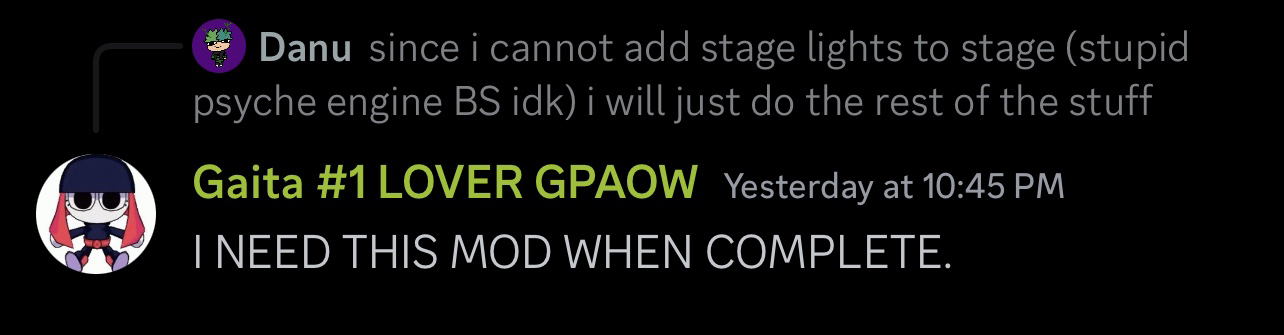 Danu since i cannot add stage lights to stage (stupid
psyche engine BS idk) i will just do the rest of the stuff
Gaita #1 LOVER GPAOW Yesterday at 10:45 PM
I NEED THIS MOD WHEN COMPLETE.